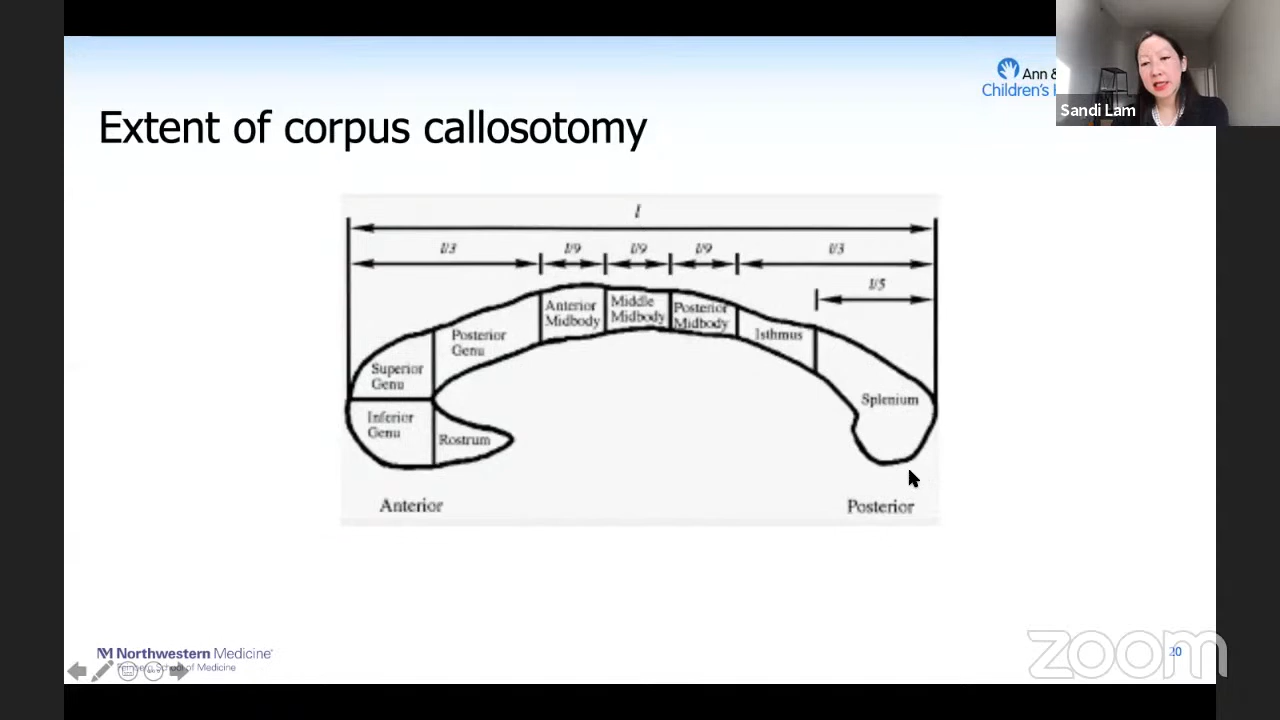 Ann &
Children's
Sandi Lam
Extent of corpus callosotomy
l
l/3
l/9
l/9
l/9
l/3
l/5
Anterior
Midbody
Middle
Midbody
Posterior
Midbody
Posterior
Genu
Isthmus
Superior
Genu
Splenium
Inferior
Genu
Rostrum
Anterior
Posterior
Northwestern Medicine
School of Medicine
zoom
20